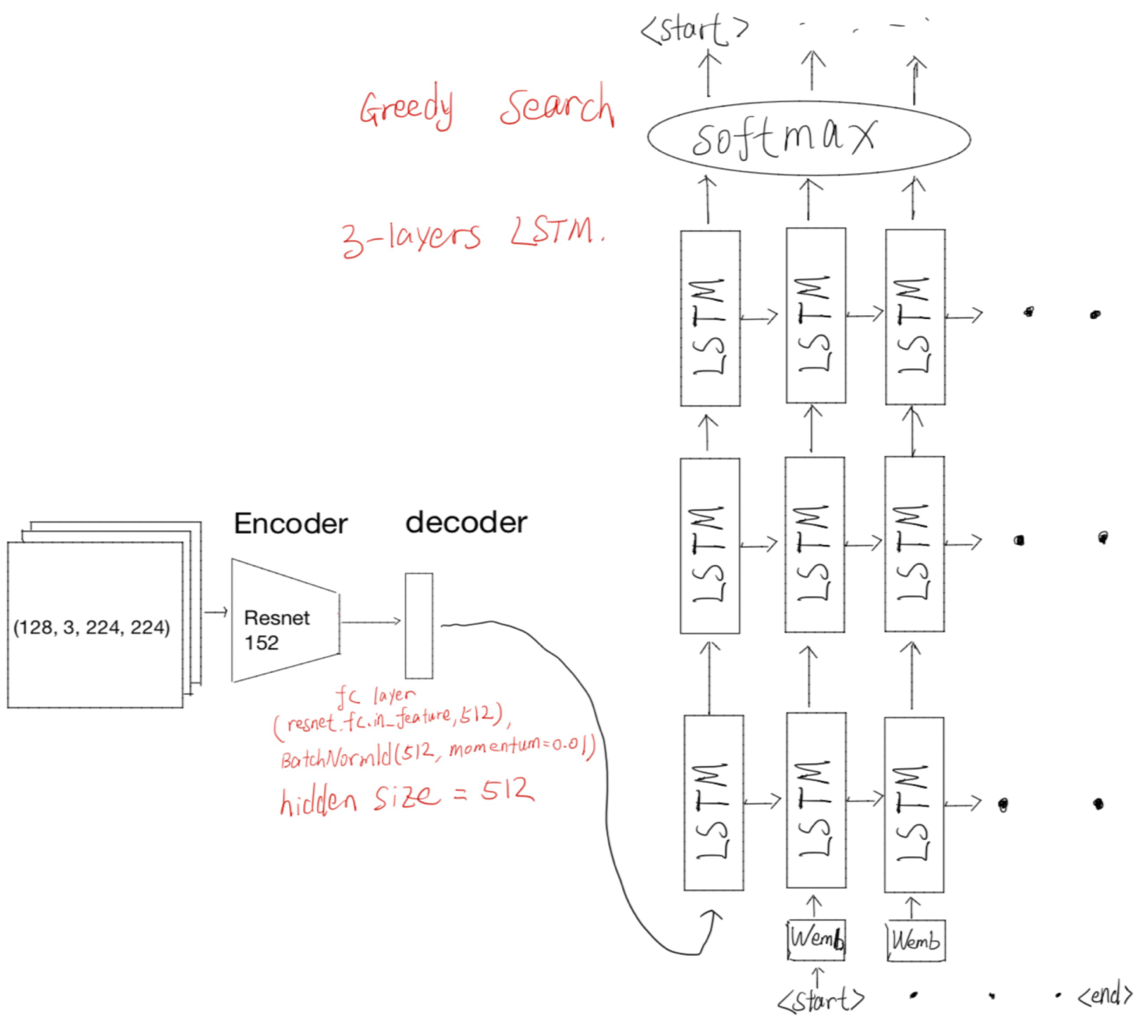 <start>
Greedy Search
softmax
3-layers LSTM.
LSTM LSTM LSTM
LSTM LSTM LSTM
Encoder decoder
(128, 3, 224, 224)
Resnet
152
fc layer
(resnet.fc.in_feature,512),
BatchNorm1d(512, momentum=0.01)
hidden size = 512
LSTM LSTM LSTM
Wemb Wemb
<start> <end>